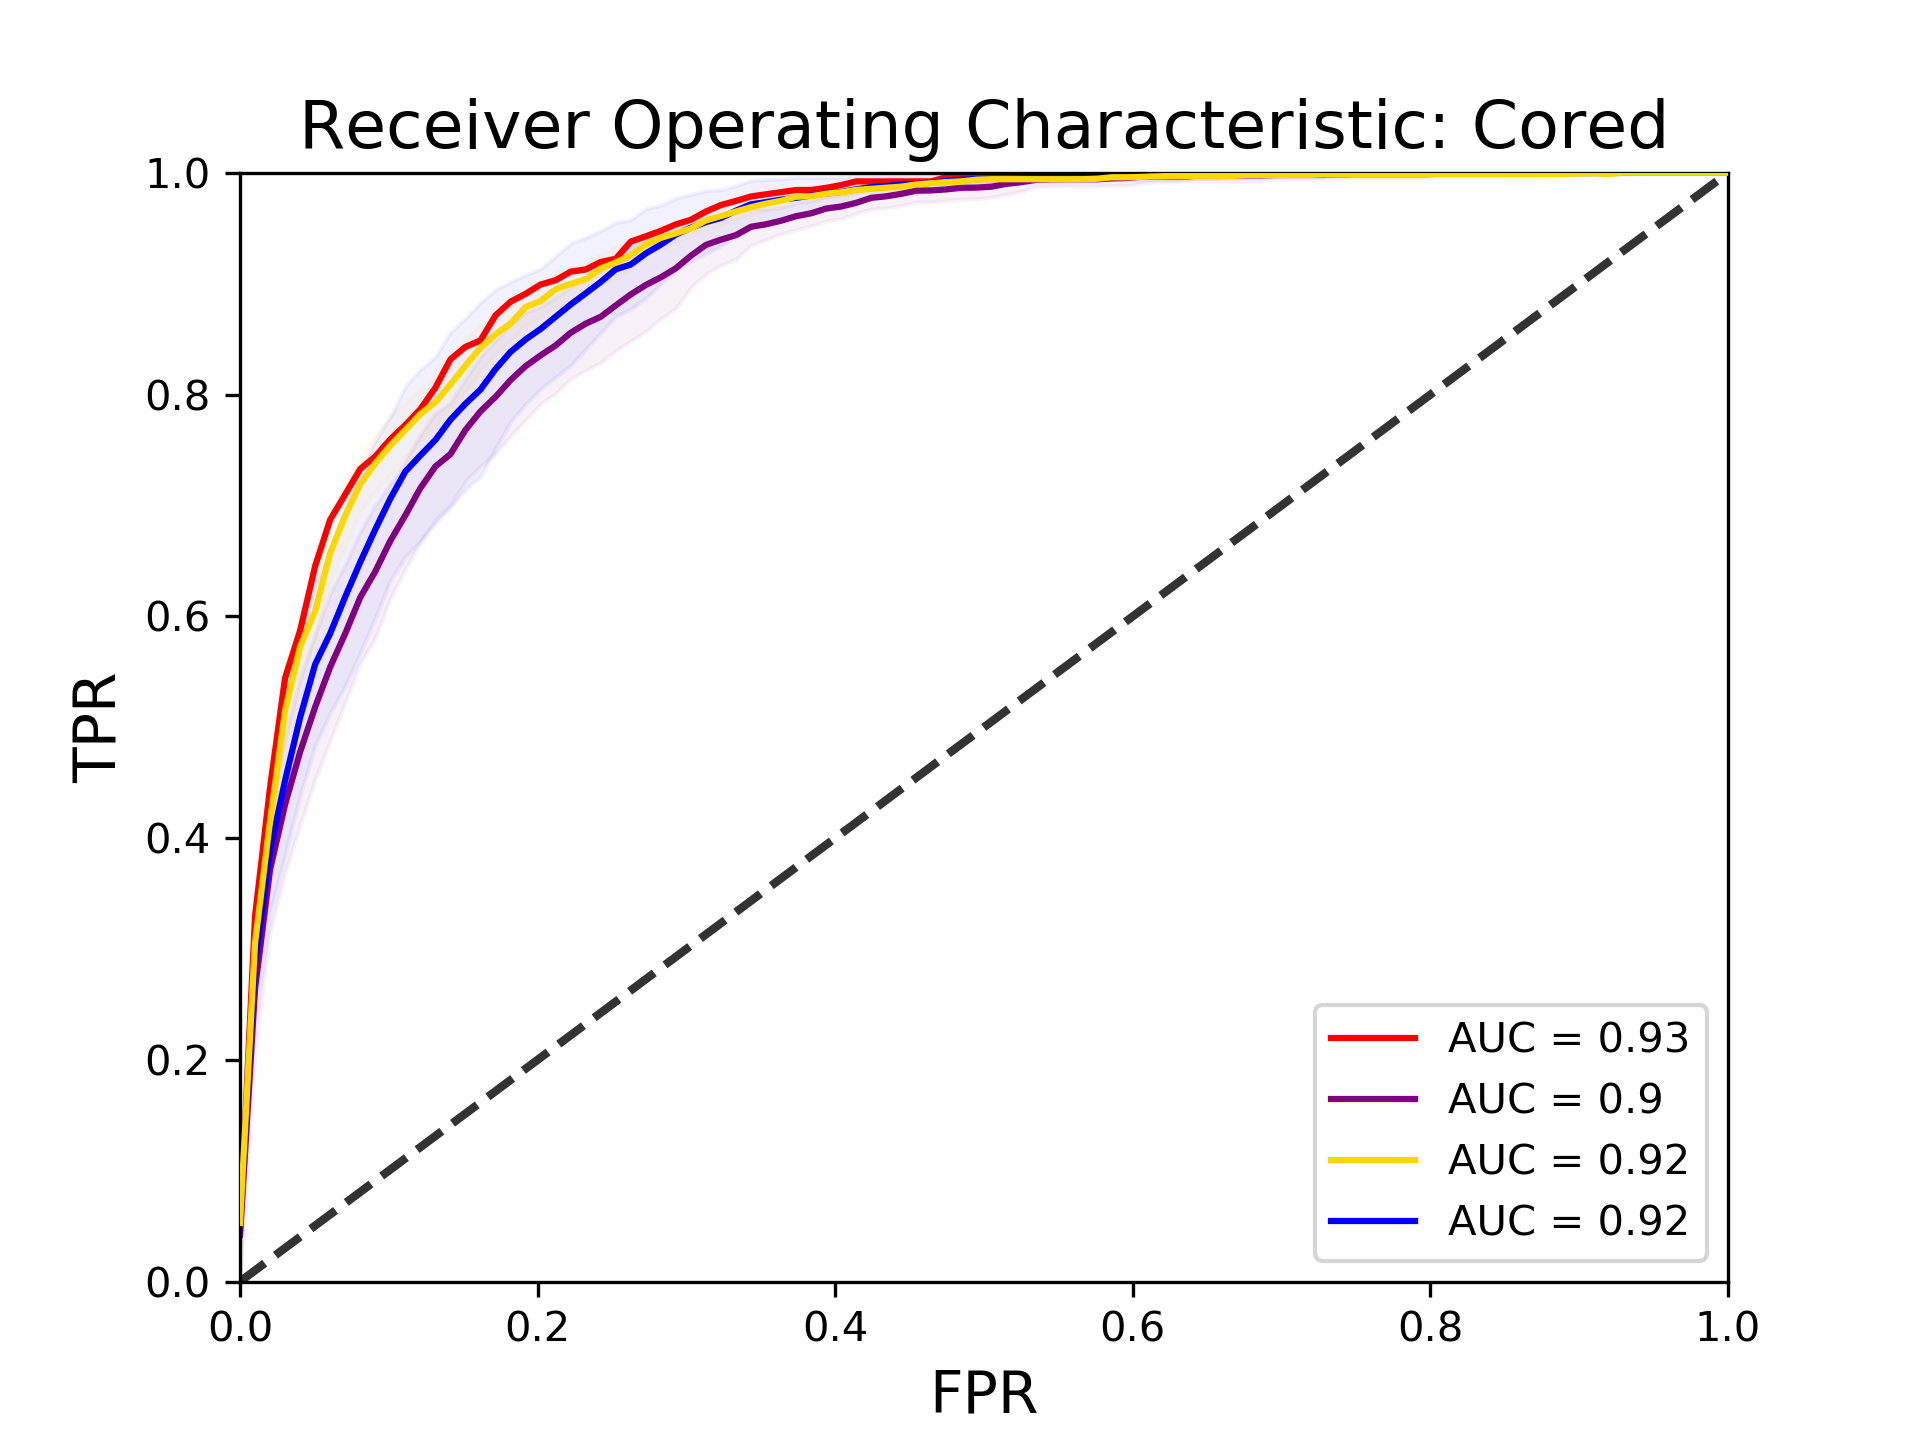 Receiver Operating Characteristic: Cored
1.0
0.8
0.6
0.4
0.2
0.0
TPR
0.0 0.2 0.4 0.6 0.8 1.0
FPR
AUC = 0.93
AUC = 0.9
AUC = 0.92
AUC = 0.92